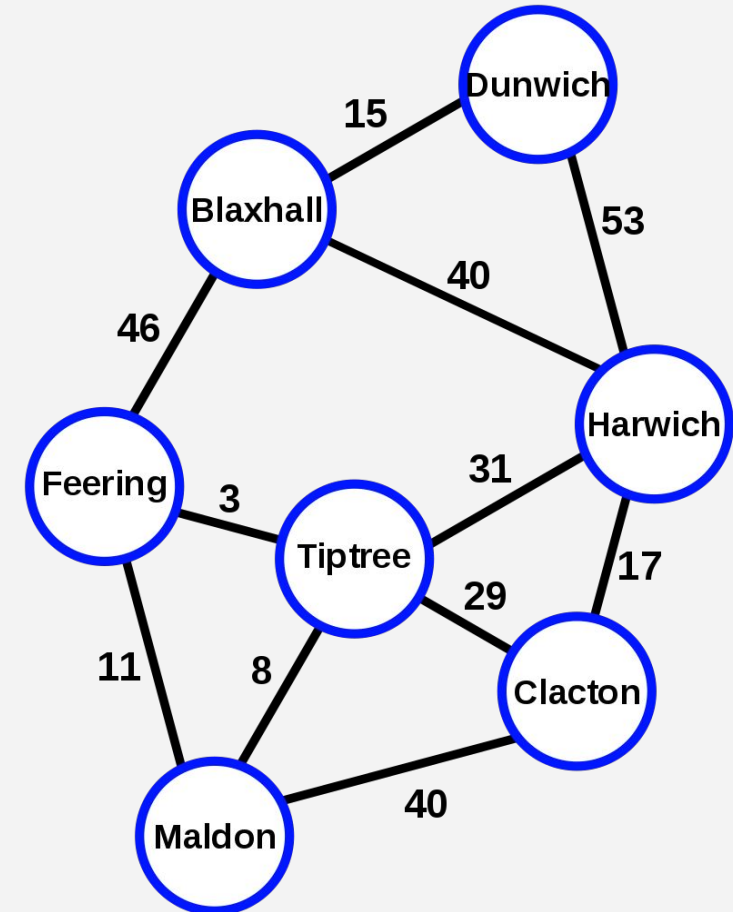 Dunwich
15
Blaxhall
53
40
46
Harwich
31
Feering
3
Tiptree
17
29
11
8
Clacton
40
Maldon